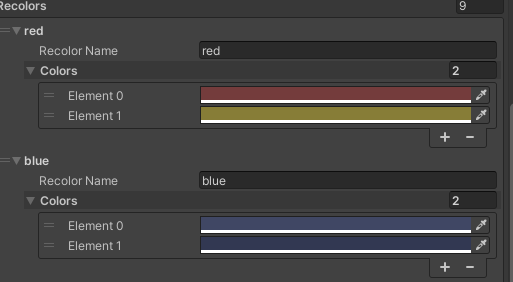 Recolors 9
red
Recolor Name red
Colors 2
Element 0
Element 1
+ −
blue
Recolor Name blue
Colors 2
Element 0
Element 1
+ −